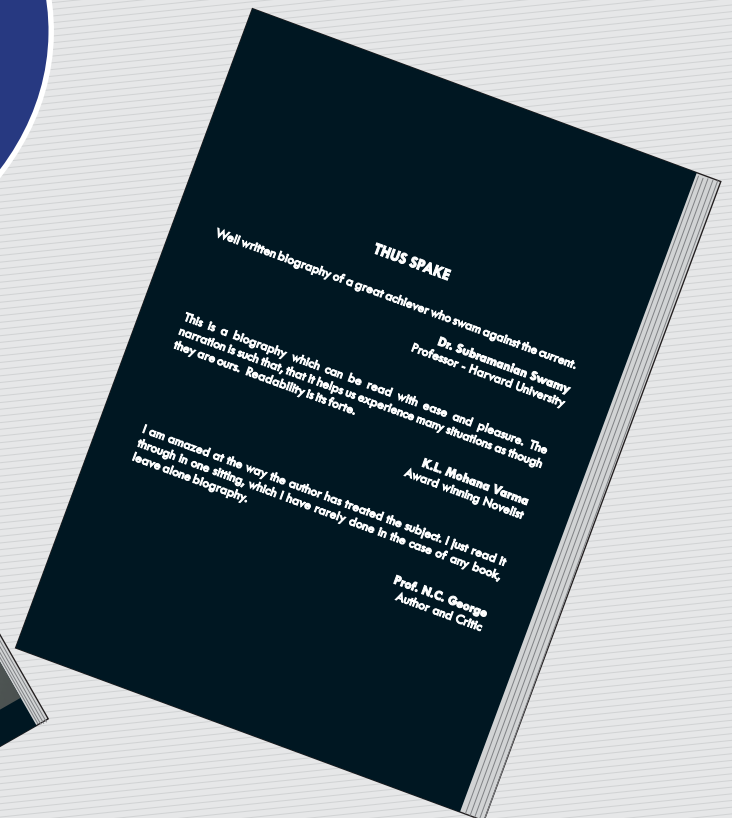 THUS SPAKE
Well written biography of a great achiever who swam against the current.
Dr. Subramanian Swamy
Professor - Harvard University
This is a biography which can be read with ease and pleasure. The
narration is such that, that it helps us experience many situations as though
they are ours. Readability is its forte.
K.L. Mohana Varma
Award winning Novelist
I am amazed at the way the author has treated the subject. I just read it
through in one sitting, which I have rarely done in the case of any book,
leave alone biography.
Prof. N.C. George
Author and Critic